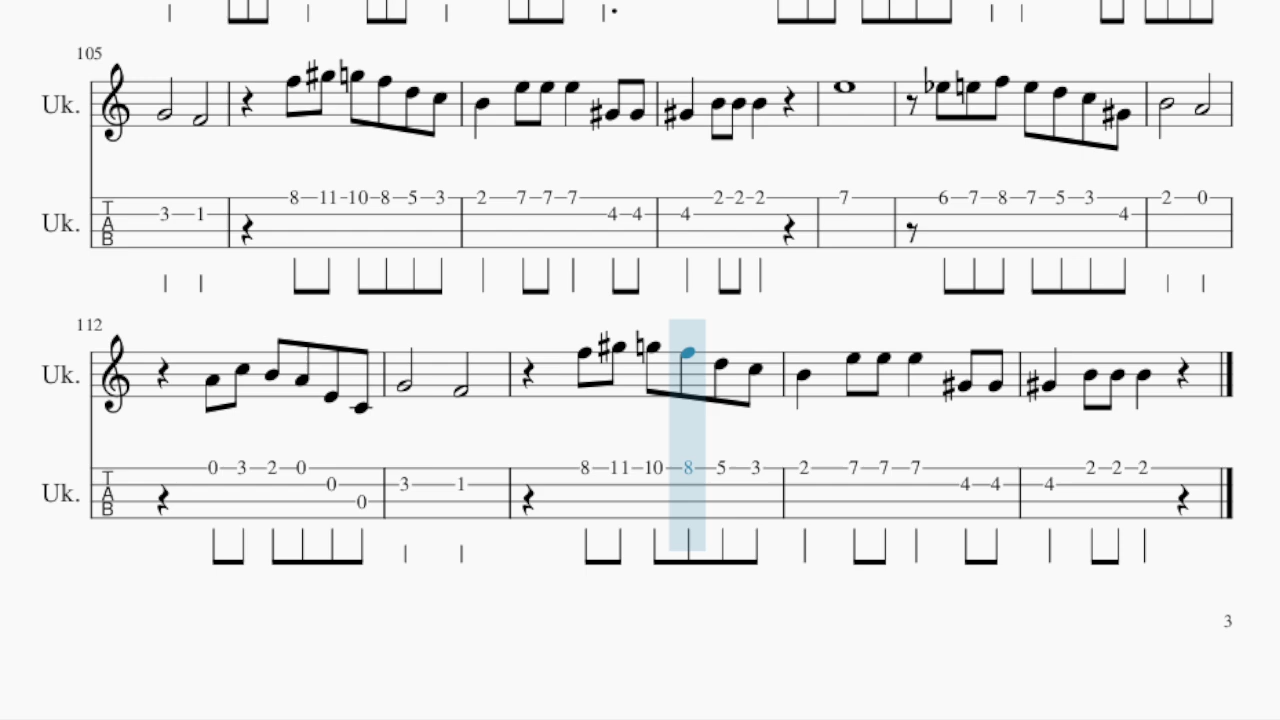 105
Uk.
8 11 10 8 5 3 2 7 7 7 2 2 2 7 6 7 8 7 5 3 2 0
Uk. TAB 3 1 4 4 4 4
112
Uk.
0 3 2 0 8 11 10 8 5 3 2 7 7 7 2 2 2
Uk. TAB 0 3 1 4 4 4
0
3